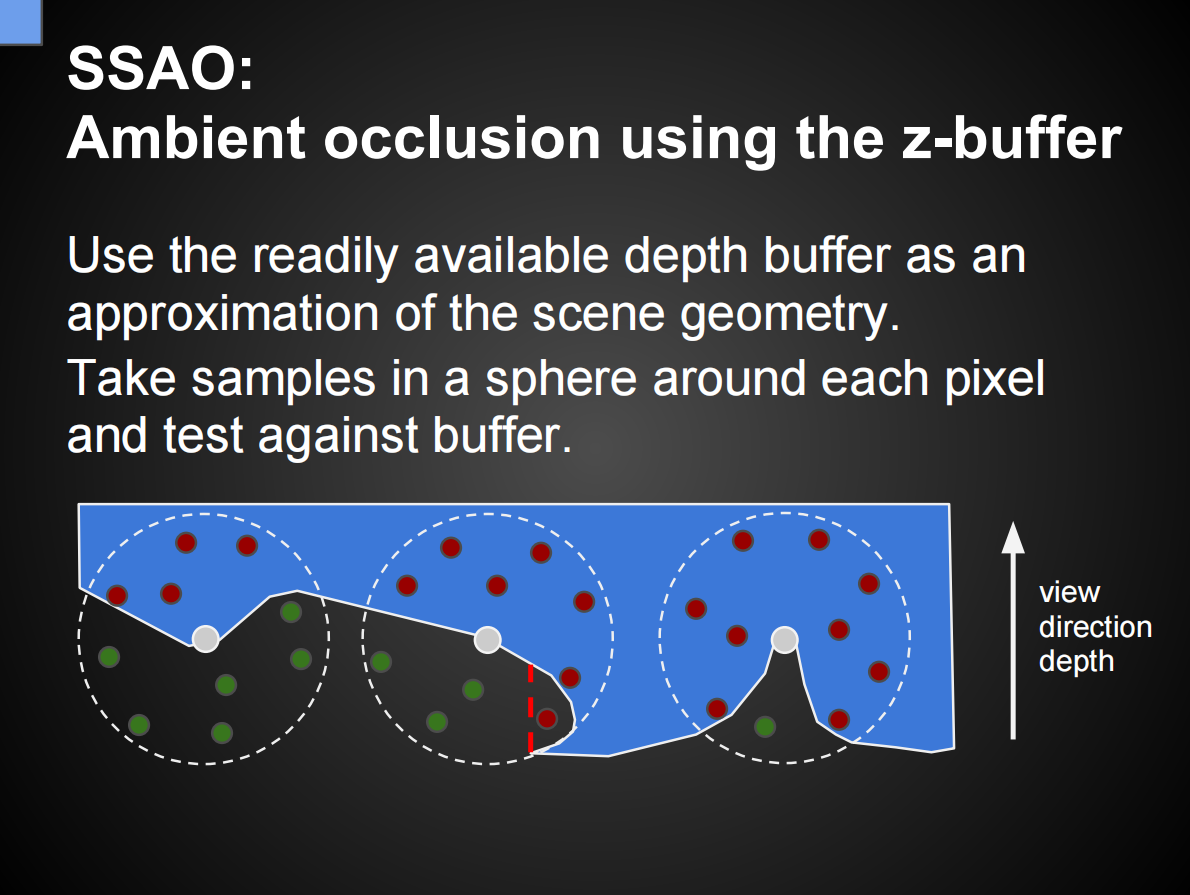 SSAO:
Ambient occlusion using the z-buffer
Use the readily available depth buffer as an
approximation of the scene geometry.
Take samples in a sphere around each pixel
and test against buffer.
view
direction
depth